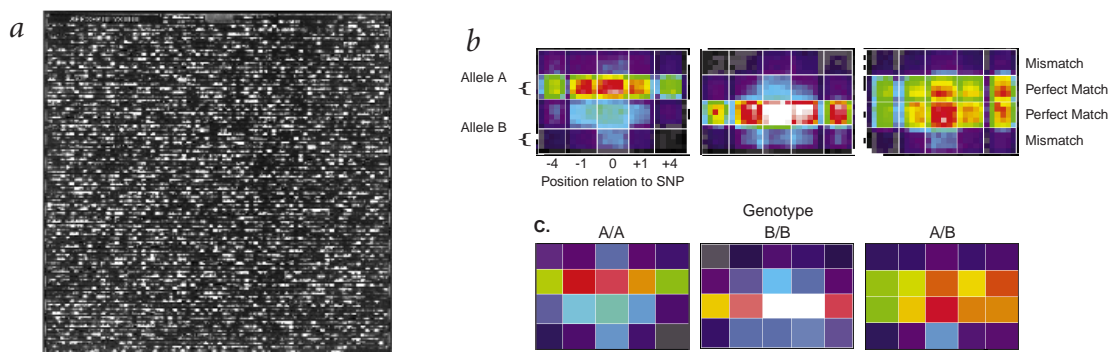 a
b
Allele A
{
Allele B
{
Mismatch
Perfect Match
Perfect Match
Mismatch
-4 -1 0 +1 +4
Position relation to SNP
Genotype
C.
A/A B/B A/B